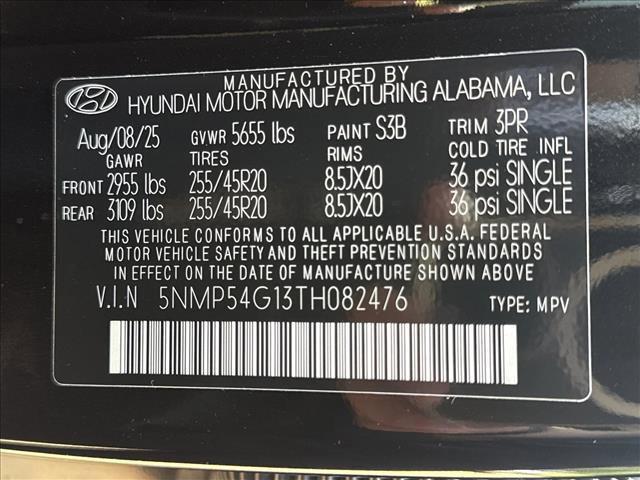 MANUFACTURED BY
HYUNDAI MOTOR MANUFACTURING ALABAMA, LLC
Aug/08/25 GVWR 5655 lbs PAINT S3B TRIM 3PR
GAWR TIRES RIMS COLD TIRE INFL
FRONT 2955 lbs 255/45R20 8.5JX20 36 psi SINGLE
REAR 3109 lbs 255/45R20 8.5JX20 36 psi SINGLE
THIS VEHICLE CONFORMS TO ALL APPLICABLE U.S.A. FEDERAL
MOTOR VEHICLE SAFETY AND THEFT PREVENTION STANDARDS
IN EFFECT ON THE DATE OF MANUFACTURE SHOWN ABOVE
V.I.N 5NMP54G13TH082476 TYPE: MPV